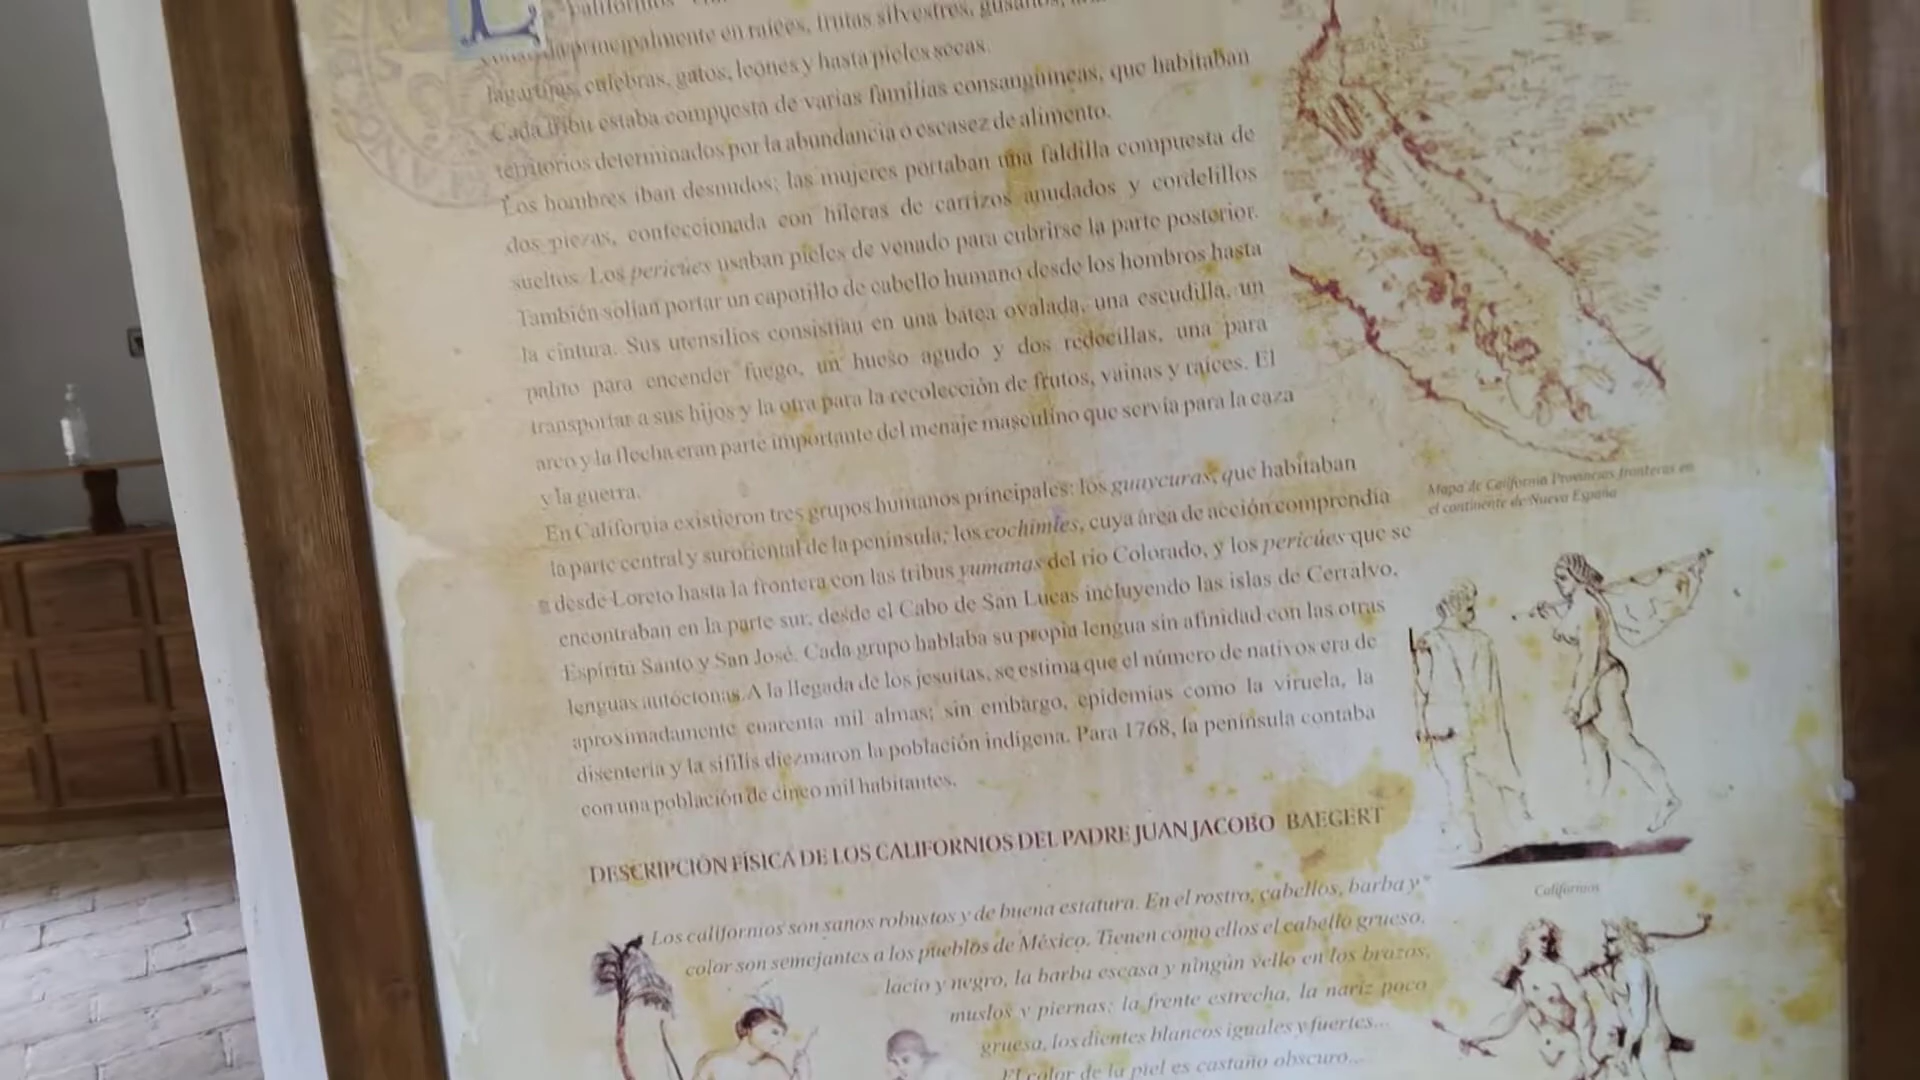 principalmente en raíces, frutas silvestres, gusanos,
lagartijas, culebras, gatos, leones y hasta pieles secas.
Cada tribu estaba compuesta de varias familias consangüíneas, que habitaban
territorios determinados por la abundancia o escasez de alimento.
Los hombres iban desnudos; las mujeres portaban una faldilla compuesta de
dos piezas, confeccionada con hileras de carrizos anudados y cordelillos
sueltos. Los pericúes usaban pieles de venado para cubrirse la parte posterior.
También solían portar un capotillo de cabello humano desde los hombros hasta
la cintura. Sus utensilios consistían en una batea ovalada, una escudilla, un
palito para encender fuego, un hueso agudo y dos redecillas, una para
transportar a sus hijos y la otra para la recolección de frutos, vainas y raíces. El
arco y la flecha eran parte importante del menaje masculino que servía para la caza
y la guerra.
En California existieron tres grupos humanos principales: los guaycuras, que habitaban
la parte central y suroriental de la península; los cochimíes, cuya área de acción comprendía
desde Loreto hasta la frontera con las tribus yumanas del río Colorado, y los pericúes que se
encontraban en la parte sur, desde el Cabo de San Lucas incluyendo las islas de Cerralvo,
Espíritu Santo y San José. Cada grupo hablaba su propia lengua sin afinidad con las otras
lenguas autóctonas. A la llegada de los jesuitas, se estima que el número de nativos era de
aproximadamente cuarenta mil almas; sin embargo, epidemias como la viruela, la
disentería y la sífilis diezmaron la población indígena. Para 1768, la península contaba
con una población de cinco mil habitantes.
Mapa de California Provincias fronteras en
el continente de Nueva España
DESCRIPCIÓN FÍSICA DE LOS CALIFORNIOS DEL PADRE JUAN JACOBO BAEGERT
Californios
Los californios son sanos robustos y de buena estatura. En el rostro, cabellos, barba y
color son semejantes a los pueblos de México. Tienen como ellos el cabello grueso,
lacio y negro, la barba escasa y ningún vello en los brazos,
muslos y piernas; la frente estrecha, la nariz poco
gruesa, los dientes blancos iguales y fuertes...
El color de la piel es castaño obscuro...